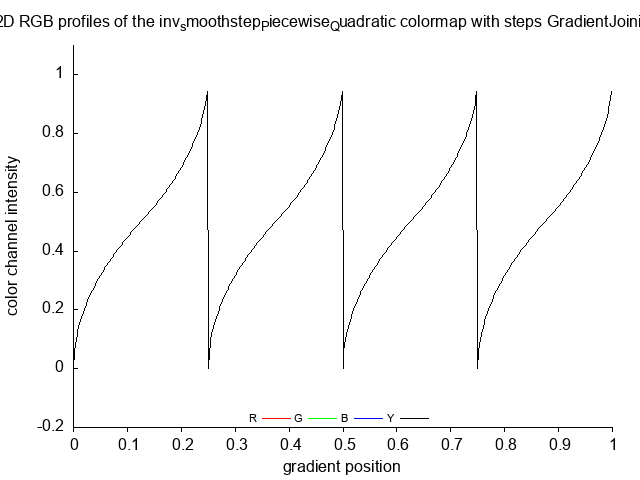 2D RGB profiles of the inv_smoothstep_Piecewise_Quadratic colormap with steps GradientJoini
color channel intensity
1
0.8
0.6
0.4
0.2
0
-0.2
R G B Y
0 0.1 0.2 0.3 0.4 0.5 0.6 0.7 0.8 0.9 1
gradient position